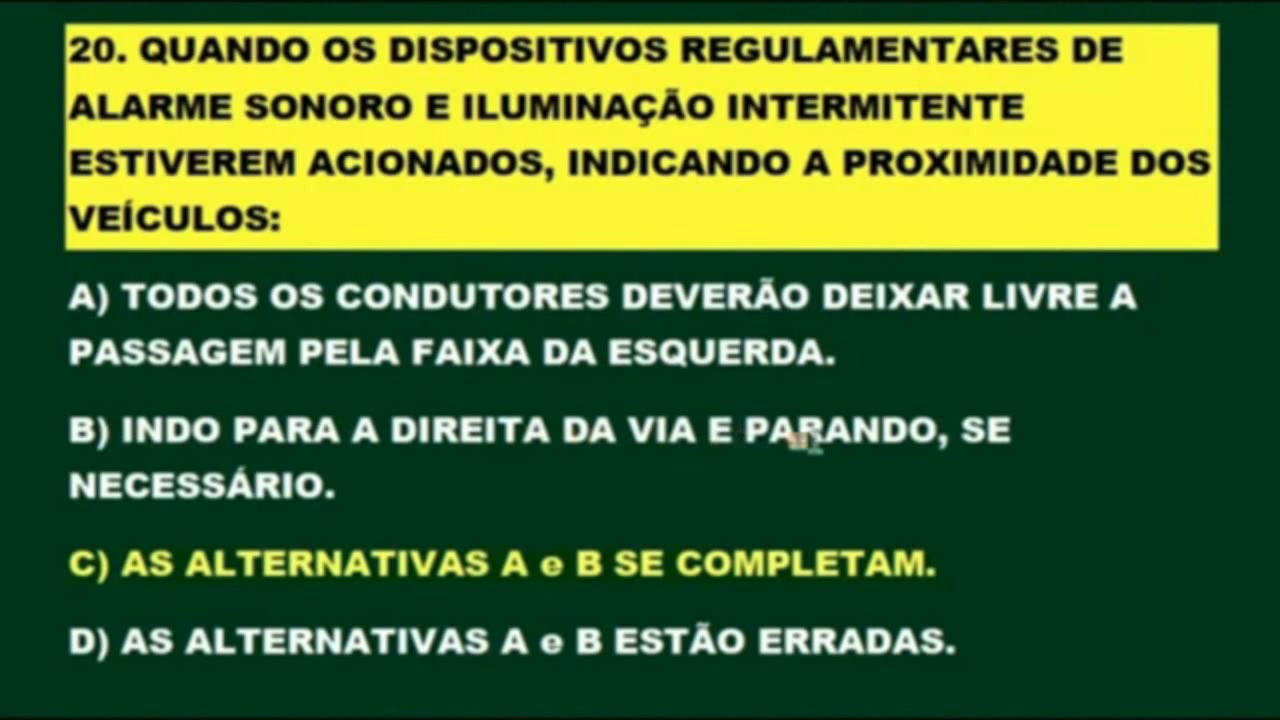 20. QUANDO OS DISPOSITIVOS REGULAMENTARES DE
ALARME SONORO E ILUMINAÇÃO INTERMITENTE
ESTIVEREM ACIONADOS, INDICANDO A PROXIMIDADE DOS
VEÍCULOS:
A) TODOS OS CONDUTORES DEVERÃO DEIXAR LIVRE A
PASSAGEM PELA FAIXA DA ESQUERDA.
B) INDO PARA A DIREITA DA VIA E PARANDO, SE
NECESSÁRIO.
C) AS ALTERNATIVAS A e B SE COMPLETAM.
D) AS ALTERNATIVAS A e B ESTÃO ERRADAS.